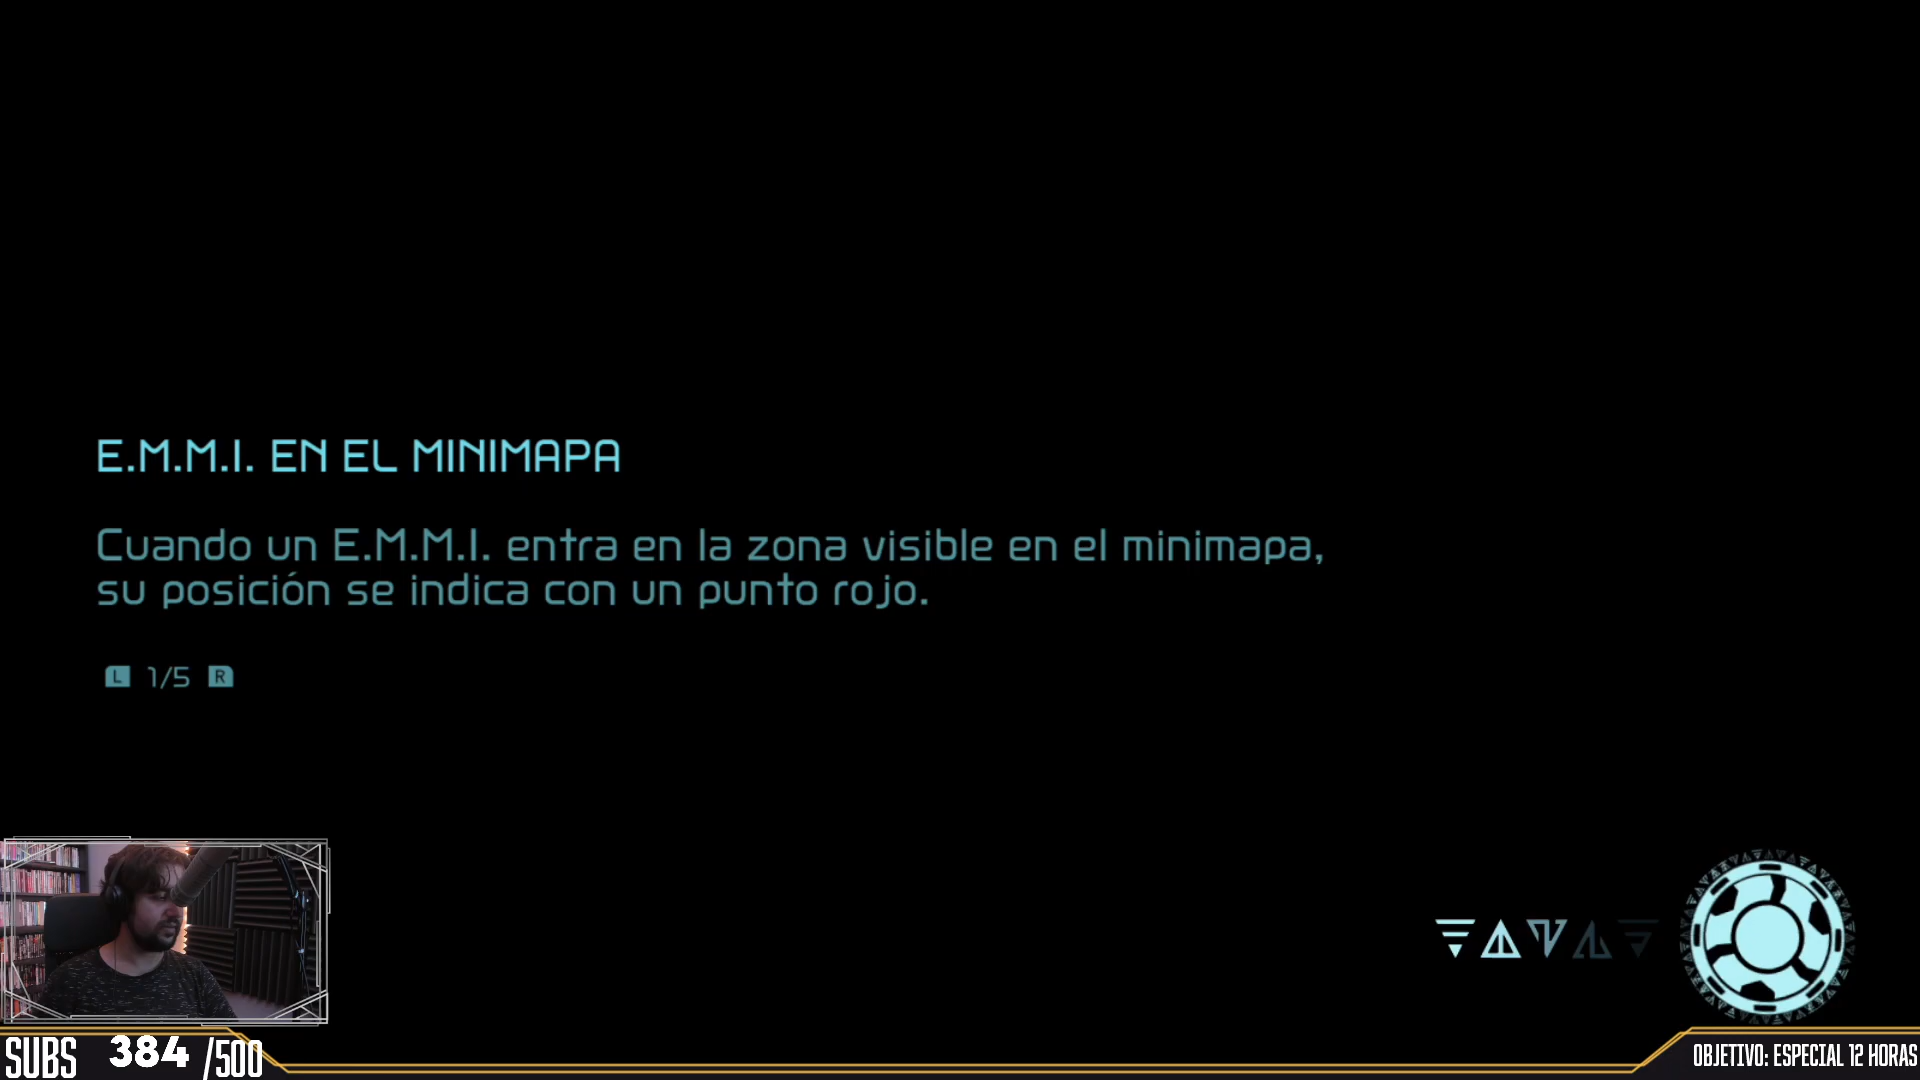 E.M.M.I. EN EL MINIMAPA
Cuando un E.M.M.I. entra en la zona visible en el minimapa,
su posición se indica con un punto rojo.
L 1/5 R
SUBS 384 /500
OBJETIVO: ESPECIAL 12 HORAS